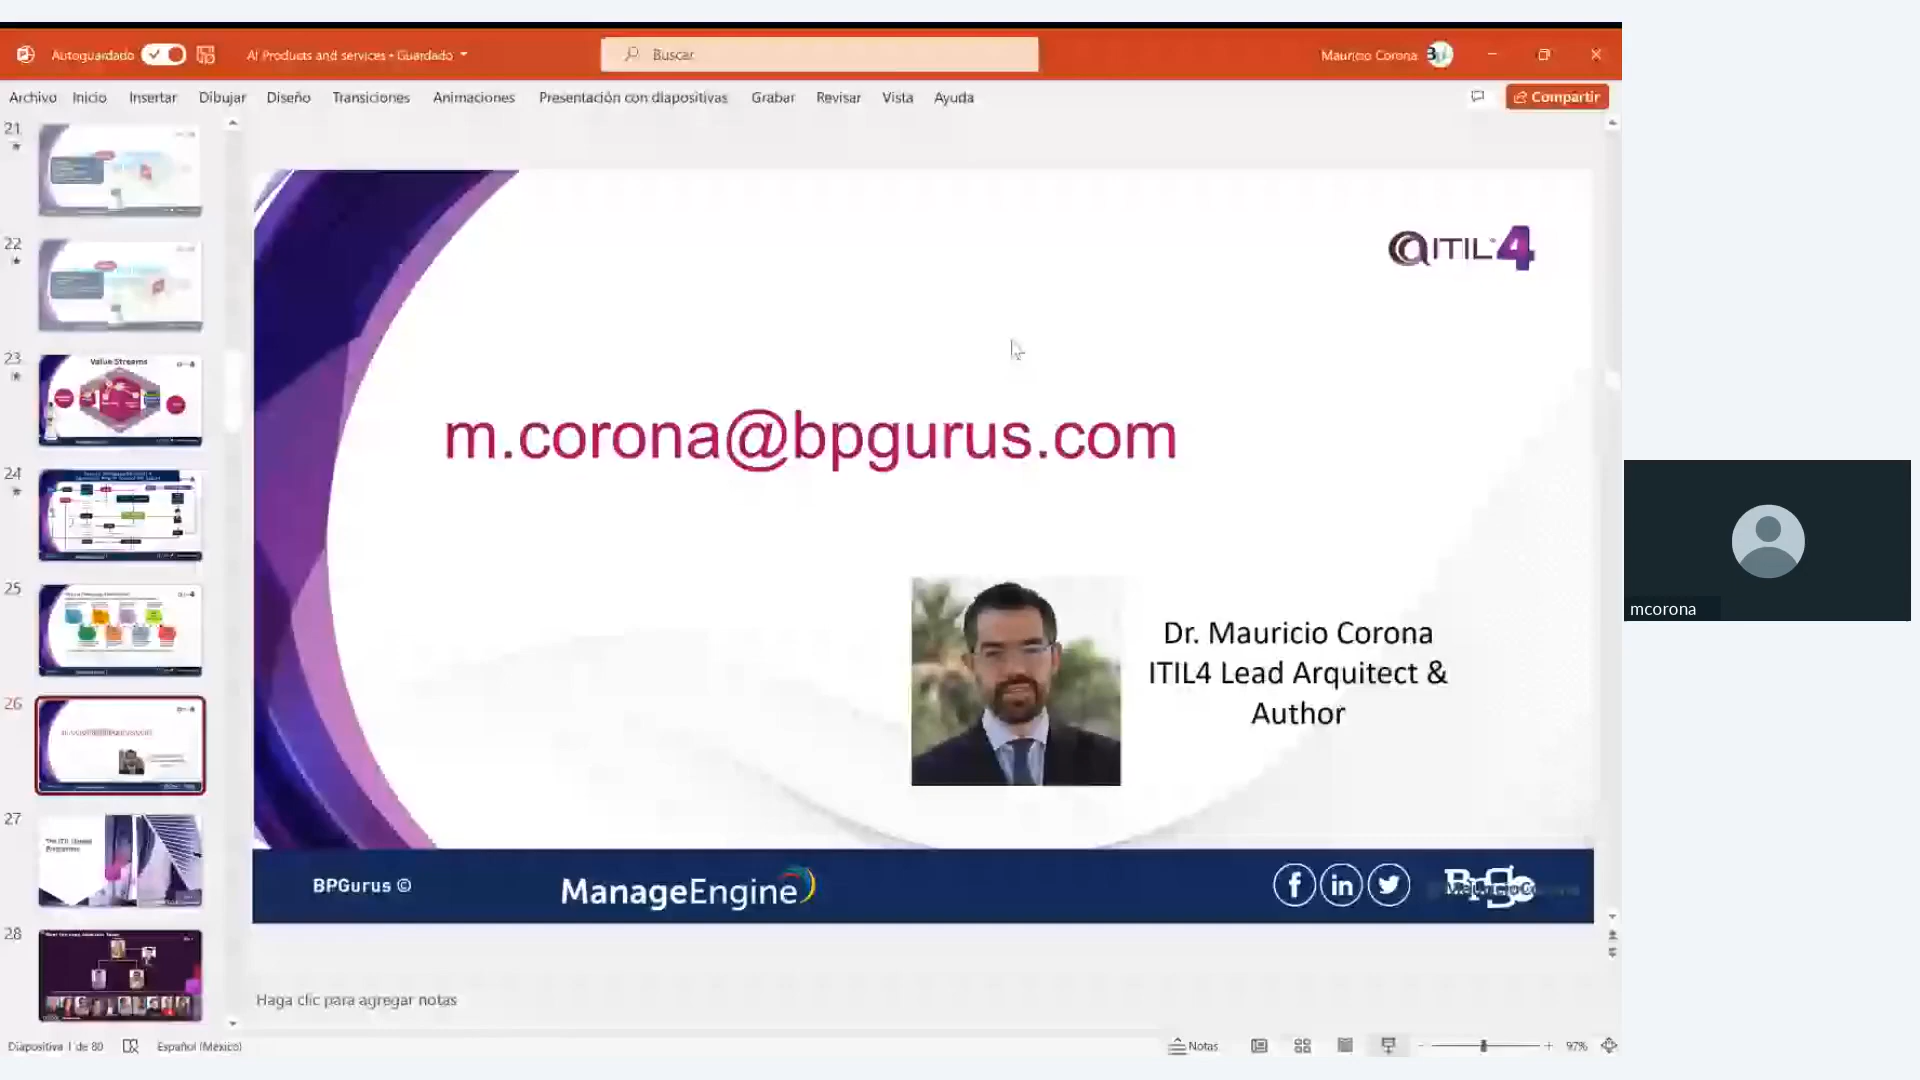 Autoguardado
AI Products and services • Guardado
Buscar
Mauricio Corona
Archivo
Inicio
Insertar
Dibujar
Diseño
Transiciones
Animaciones
Presentación con diapositivas
Grabar
Revisar
Vista
Ayuda
Compartir
21
22
23
Value Streams
24
25
26
27
28
ITIL 4
m.corona@bpgurus.com
Dr. Mauricio Corona
ITIL4 Lead Arquitect &
Author
BPGurus ©
ManageEngine
Haga clic para agregar notas
Diapositiva 1 de 80
Español (México)
Notas
97%
mcorona